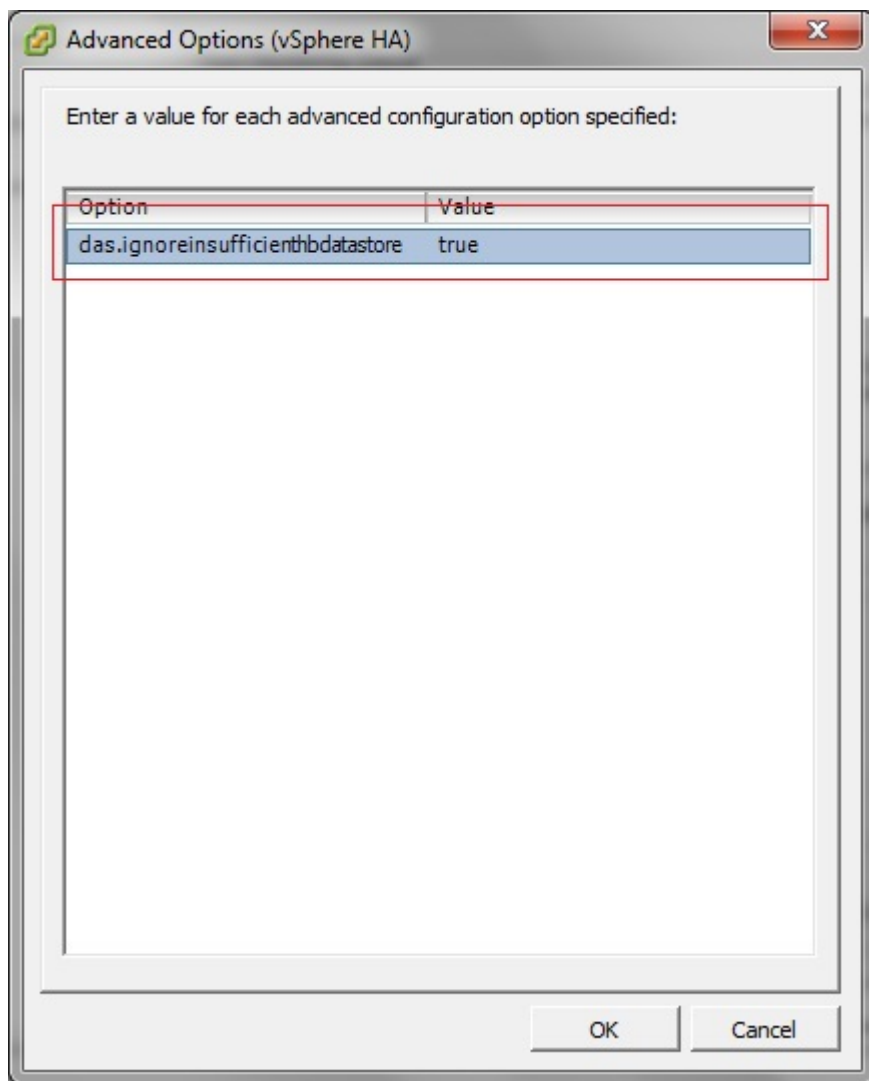 Advanced Options (vSphere HA)
Enter a value for each advanced configuration option specified:
Option Value
das.ignoreinsufficienthbdatastore true
OK Cancel